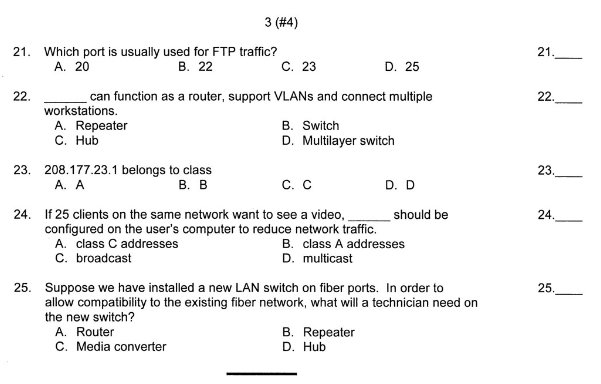 3 (#4)
21. Which port is usually used for FTP traffic? 21.____
A. 20 B. 22 C. 23 D. 25
22. ______ can function as a router, support VLANs and connect multiple 22.____
workstations.
A. Repeater B. Switch
C. Hub D. Multilayer switch
23. 208.177.23.1 belongs to class 23.____
A. A B. B C. C D. D
24. If 25 clients on the same network want to see a video, ______ should be 24.____
configured on the user's computer to reduce network traffic.
A. class C addresses B. class A addresses
C. broadcast D. multicast
25. Suppose we have installed a new LAN switch on fiber ports. In order to 25.____
allow compatibility to the existing fiber network, what will a technician need on
the new switch?
A. Router B. Repeater
C. Media converter D. Hub